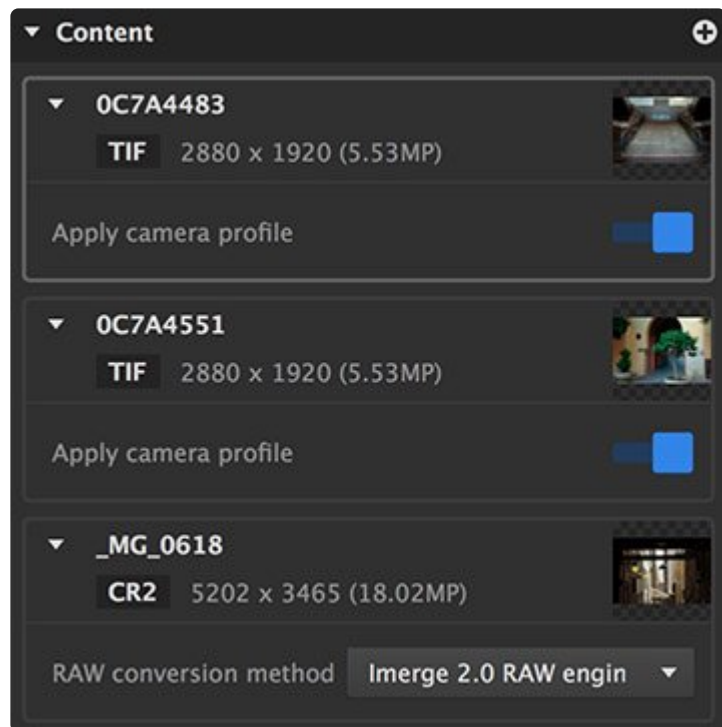 Content
0C7A4483
TIF 2880 x 1920 (5.53MP)
Apply camera profile
0C7A4551
TIF 2880 x 1920 (5.53MP)
Apply camera profile
_MG_0618
CR2 5202 x 3465 (18.02MP)
RAW conversion method Imerge 2.0 RAW engin